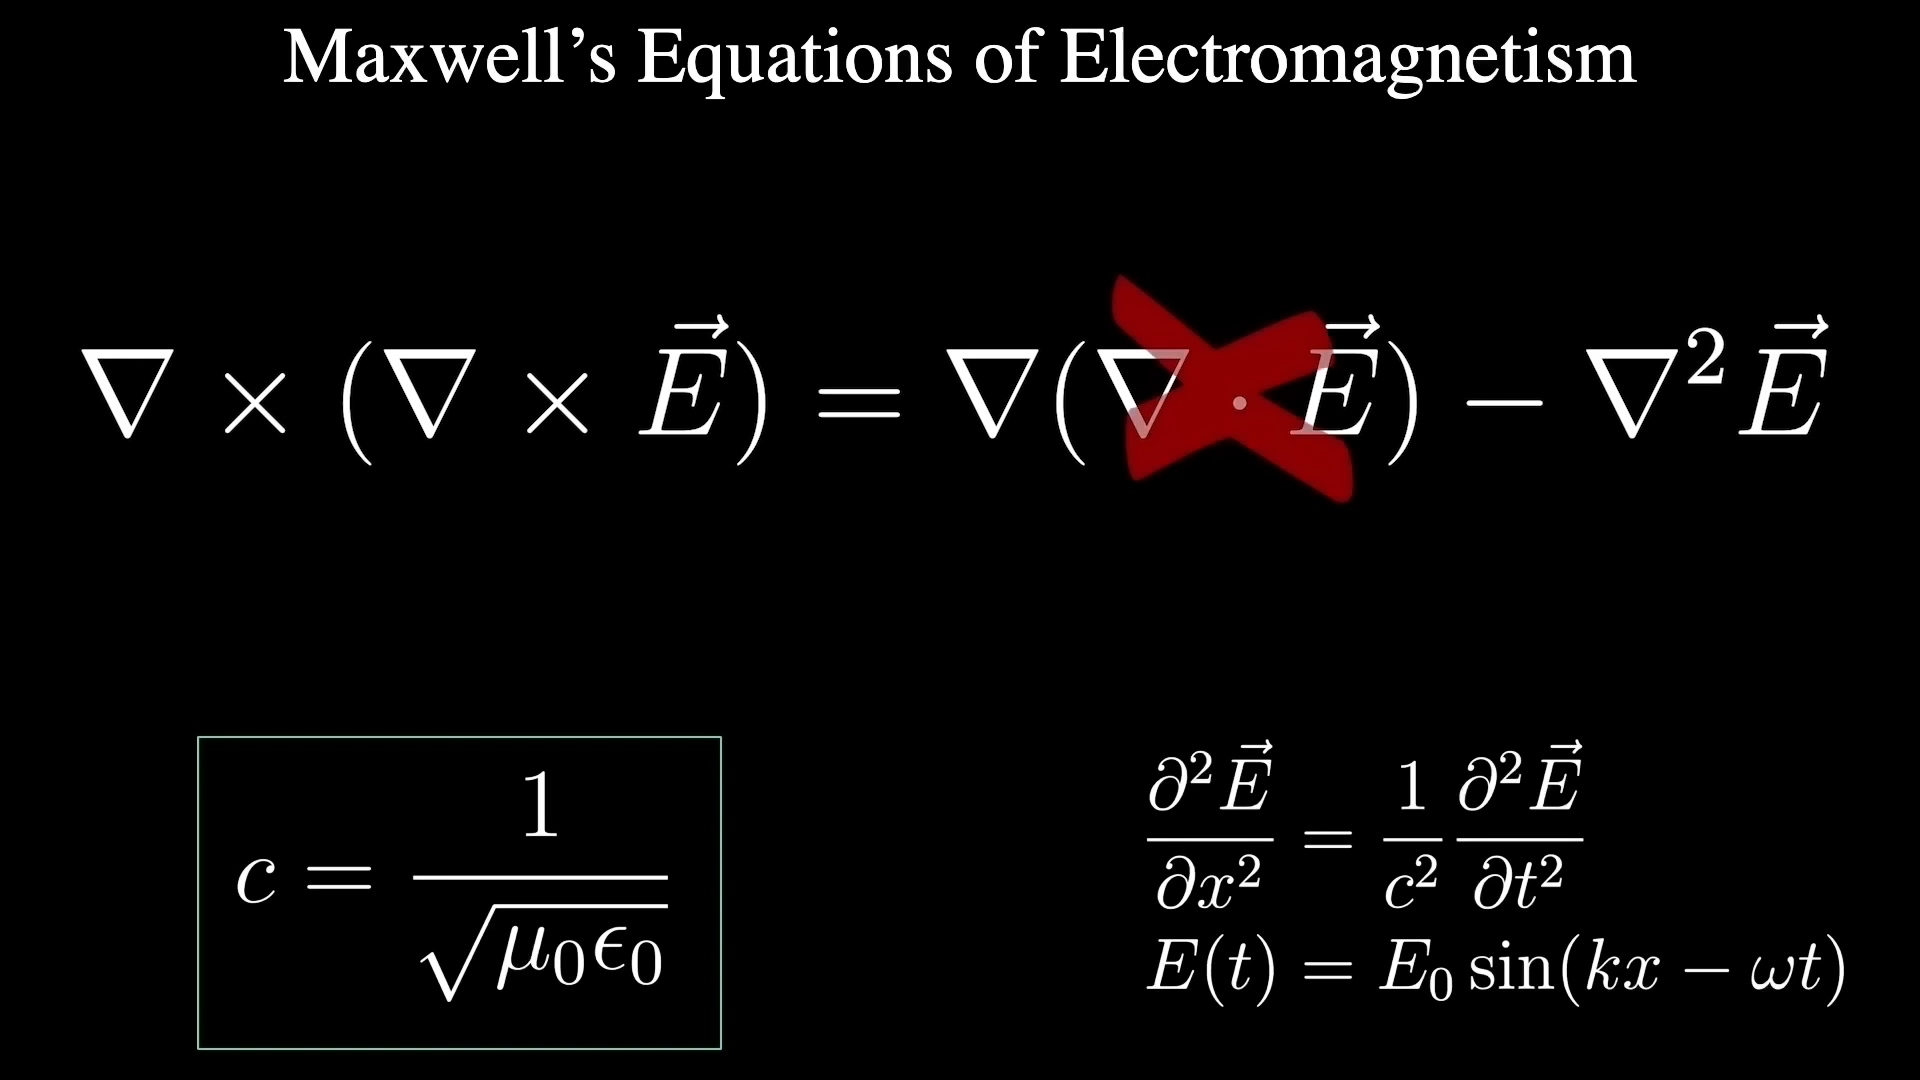 Maxwell’s Equations of Electromagnetism
∇ × (∇ × E⃗) = ∇(∇ · E⃗) − ∇²E⃗
c = 1/√(μ₀ϵ₀)
∂²E⃗/∂x² = 1/c² ∂²E⃗/∂t²
E(t) = E₀ sin(kx − ωt)